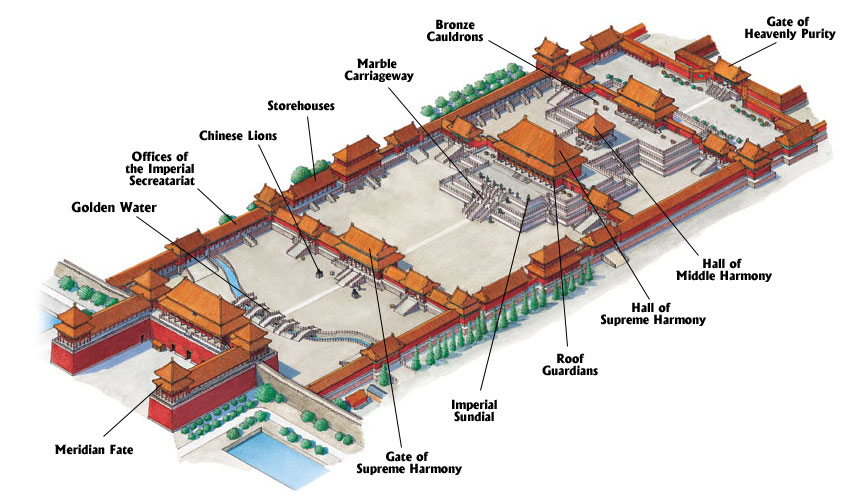 Bronze
Cauldrons
Gate of
Heavenly Purity
Marble
Carriageway
Storehouses
Chinese Lions
Offices of
the Imperial
Secreatariat
Golden Water
Hall of
Middle Harmony
Hall of
Supreme Harmony
Roof
Guardians
Imperial
Sundial
Meridian Fate
Gate of
Supreme Harmony